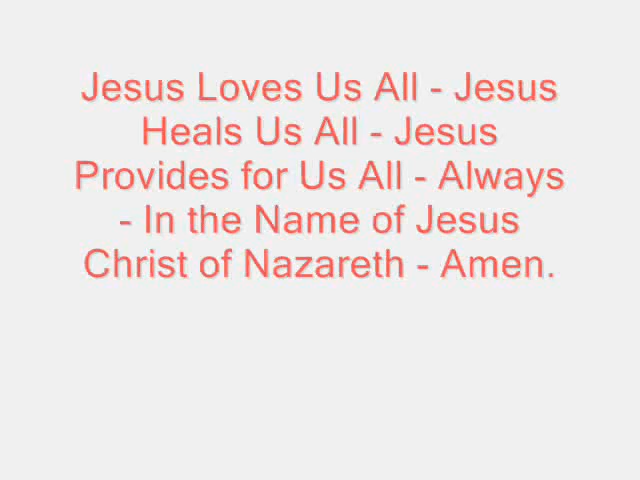 Jesus Loves Us All - Jesus
Heals Us All - Jesus
Provides for Us All - Always
- In the Name of Jesus
Christ of Nazareth - Amen.